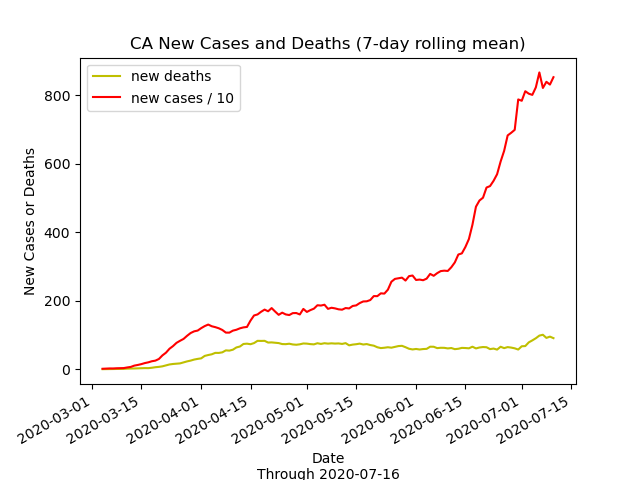 CA New Cases and Deaths (7-day rolling mean)
new deaths
new cases / 10
New Cases or Deaths
800
600
400
200
0
2020-03-01
2020-03-15
2020-04-01
2020-04-15
2020-05-01
2020-05-15
2020-06-01
2020-06-15
2020-07-01
2020-07-15
Date
Through 2020-07-16